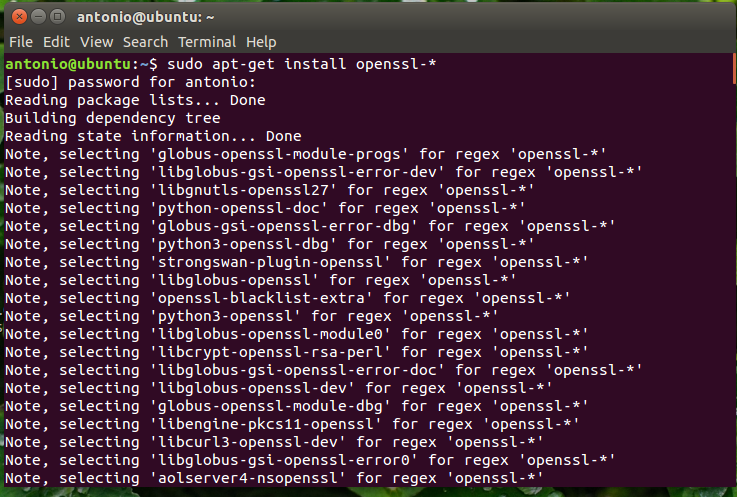 antonio@ubuntu: ~
File Edit View Search Terminal Help
antonio@ubuntu:~$ sudo apt-get install openssl-*
[sudo] password for antonio:
Reading package lists... Done
Building dependency tree
Reading state information... Done
Note, selecting 'globus-openssl-module-progs' for regex 'openssl-*'
Note, selecting 'libglobus-gsi-openssl-error-dev' for regex 'openssl-*'
Note, selecting 'libgnutls-openssl27' for regex 'openssl-*'
Note, selecting 'python-openssl-doc' for regex 'openssl-*'
Note, selecting 'globus-gsi-openssl-error-dbg' for regex 'openssl-*'
Note, selecting 'python3-openssl-dbg' for regex 'openssl-*'
Note, selecting 'strongswan-plugin-openssl' for regex 'openssl-*'
Note, selecting 'libglobus-openssl' for regex 'openssl-*'
Note, selecting 'openssl-blacklist-extra' for regex 'openssl-*'
Note, selecting 'python3-openssl' for regex 'openssl-*'
Note, selecting 'libglobus-openssl-module0' for regex 'openssl-*'
Note, selecting 'libcrypt-openssl-rsa-perl' for regex 'openssl-*'
Note, selecting 'libglobus-gsi-openssl-error-doc' for regex 'openssl-*'
Note, selecting 'libglobus-openssl-dev' for regex 'openssl-*'
Note, selecting 'globus-openssl-module-dbg' for regex 'openssl-*'
Note, selecting 'libengine-pkcs11-openssl' for regex 'openssl-*'
Note, selecting 'libcurl3-openssl-dev' for regex 'openssl-*'
Note, selecting 'libglobus-gsi-openssl-error0' for regex 'openssl-*'
Note, selecting 'aolserver4-nsopenssl' for regex 'openssl-*'